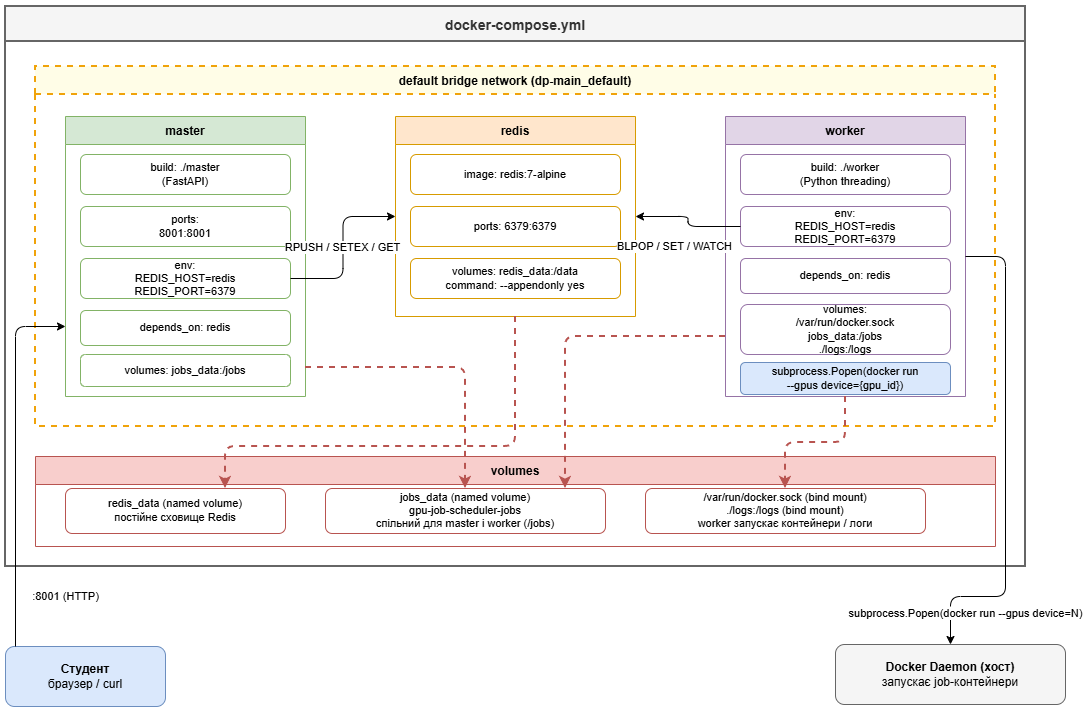 docker-compose.yml
default bridge network (dp-main_default)
master
build: ./master
(FastAPI)
ports:
8001:8001
env:
REDIS_HOST=redis
REDIS_PORT=6379
depends_on: redis
volumes: jobs_data:/jobs
RPUSH / SETEX / GET
redis
image: redis:7-alpine
ports: 6379:6379
volumes: redis_data:/data
command: --appendonly yes
BLPOP / SET / WATCH
worker
build: ./worker
(Python threading)
env:
REDIS_HOST=redis
REDIS_PORT=6379
depends_on: redis
volumes:
/var/run/docker.sock
jobs_data:/jobs
./logs:/logs
subprocess.Popen(docker run
--gpus device={gpu_id})
volumes
redis_data (named volume)
постійне сховище Redis
jobs_data (named volume)
gpu-job-scheduler-jobs
спільний для master і worker (/jobs)
/var/run/docker.sock (bind mount)
./logs:/logs (bind mount)
worker запускає контейнери / логи
:8001 (HTTP)
subprocess.Popen(docker run --gpus device=N)
Студент
браузер / curl
Docker Daemon (хост)
запускає job-контейнери